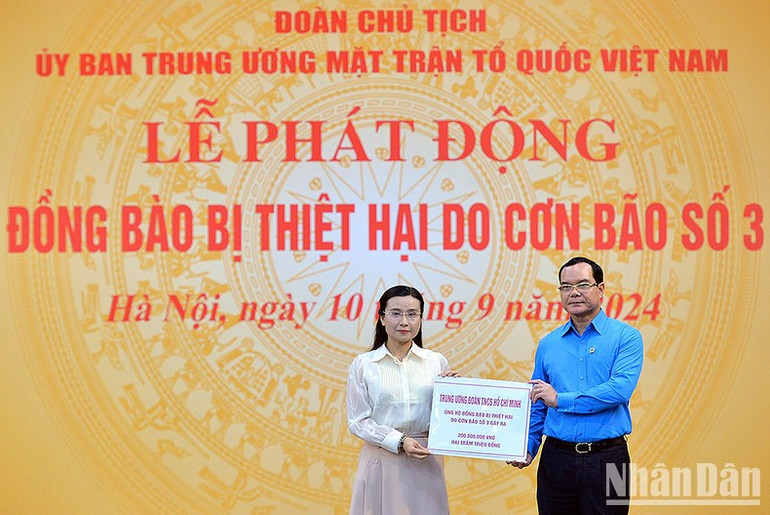 ĐOÀN CHỦ TỊCH
ỦY BAN TRUNG ƯƠNG MẶT TRẬN TỔ QUỐC VIỆT NAM
LỄ PHÁT ĐỘNG
ĐỒNG BÀO BỊ THIỆT HẠI DO CƠN BÃO SỐ 3
Hà Nội, ngày 10 tháng 9 năm 2024
TRUNG ƯƠNG ĐOÀN TNCS HỒ CHÍ MINH
ỦNG HỘ ĐỒNG BÀO BỊ THIỆT HẠI
DO CƠN BÃO SỐ 3 GÂY RA
200.000.000 VNĐ
HAI TRĂM TRIỆU ĐỒNG
NhânDân